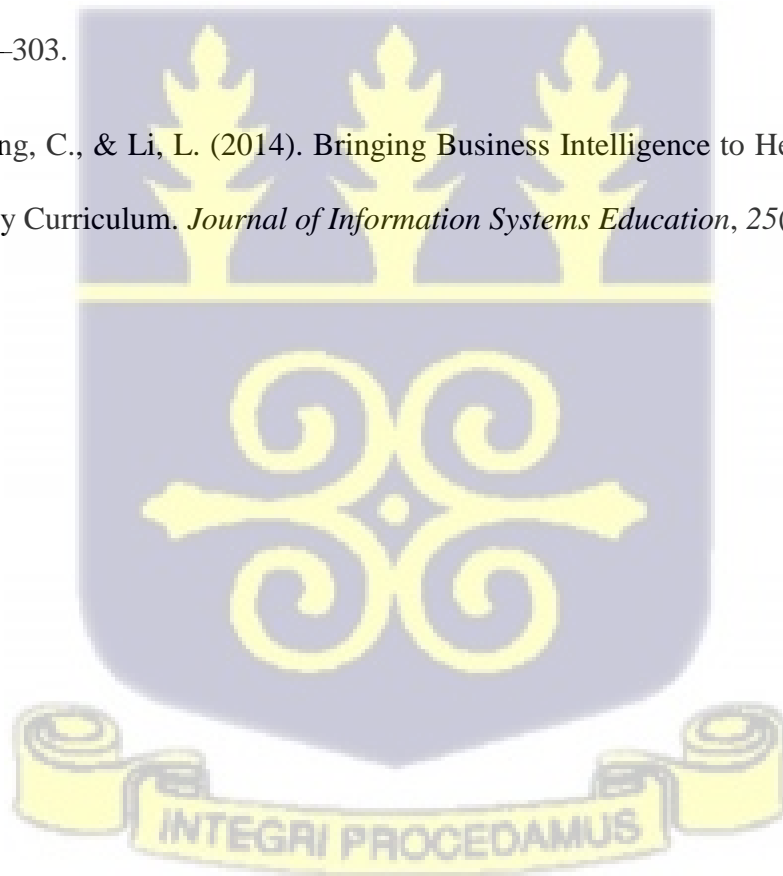 –303.
ng, C., & Li, L. (2014). Bringing Business Intelligence to He
y Curriculum. Journal of Information Systems Education, 25(
INTEGRI PROCEDAMUS